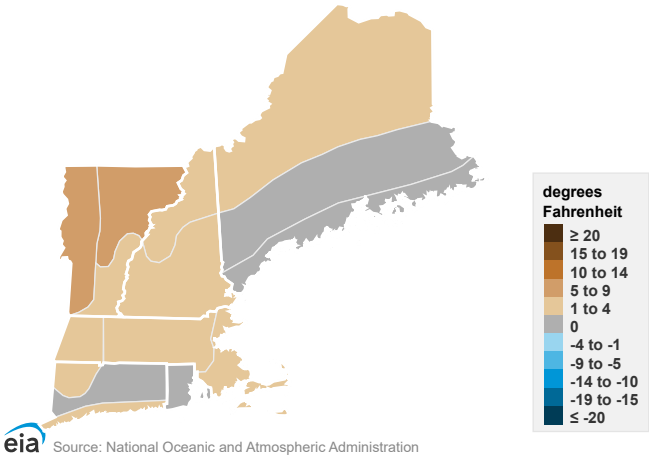 degrees
Fahrenheit
≥ 20
15 to 19
10 to 14
5 to 9
1 to 4
0
-4 to -1
-9 to -5
-14 to -10
-19 to -15
≤ -20
eia
Source: National Oceanic and Atmospheric Administration